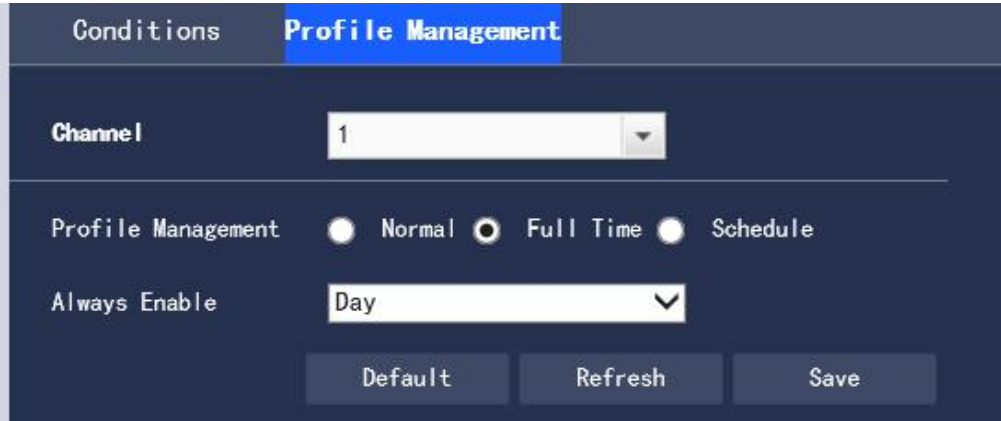 Conditions Profile Management
Channel 1
Profile Management Normal Full Time Schedule
Always Enable Day
Default Refresh Save